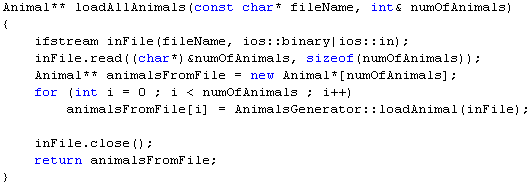 Animal** loadAllAnimals(const char* fileName, int& numOfAnimals)
{
    ifstream inFile(fileName, ios::binary|ios::in);
    inFile.read((char*)&numOfAnimals, sizeof(numOfAnimals));
    Animal** animalsFromFile = new Animal*[numOfAnimals];
    for (int i = 0 ; i < numOfAnimals ; i++)
        animalsFromFile[i] = AnimalsGenerator::loadAnimal(inFile);

    inFile.close();
    return animalsFromFile;
}